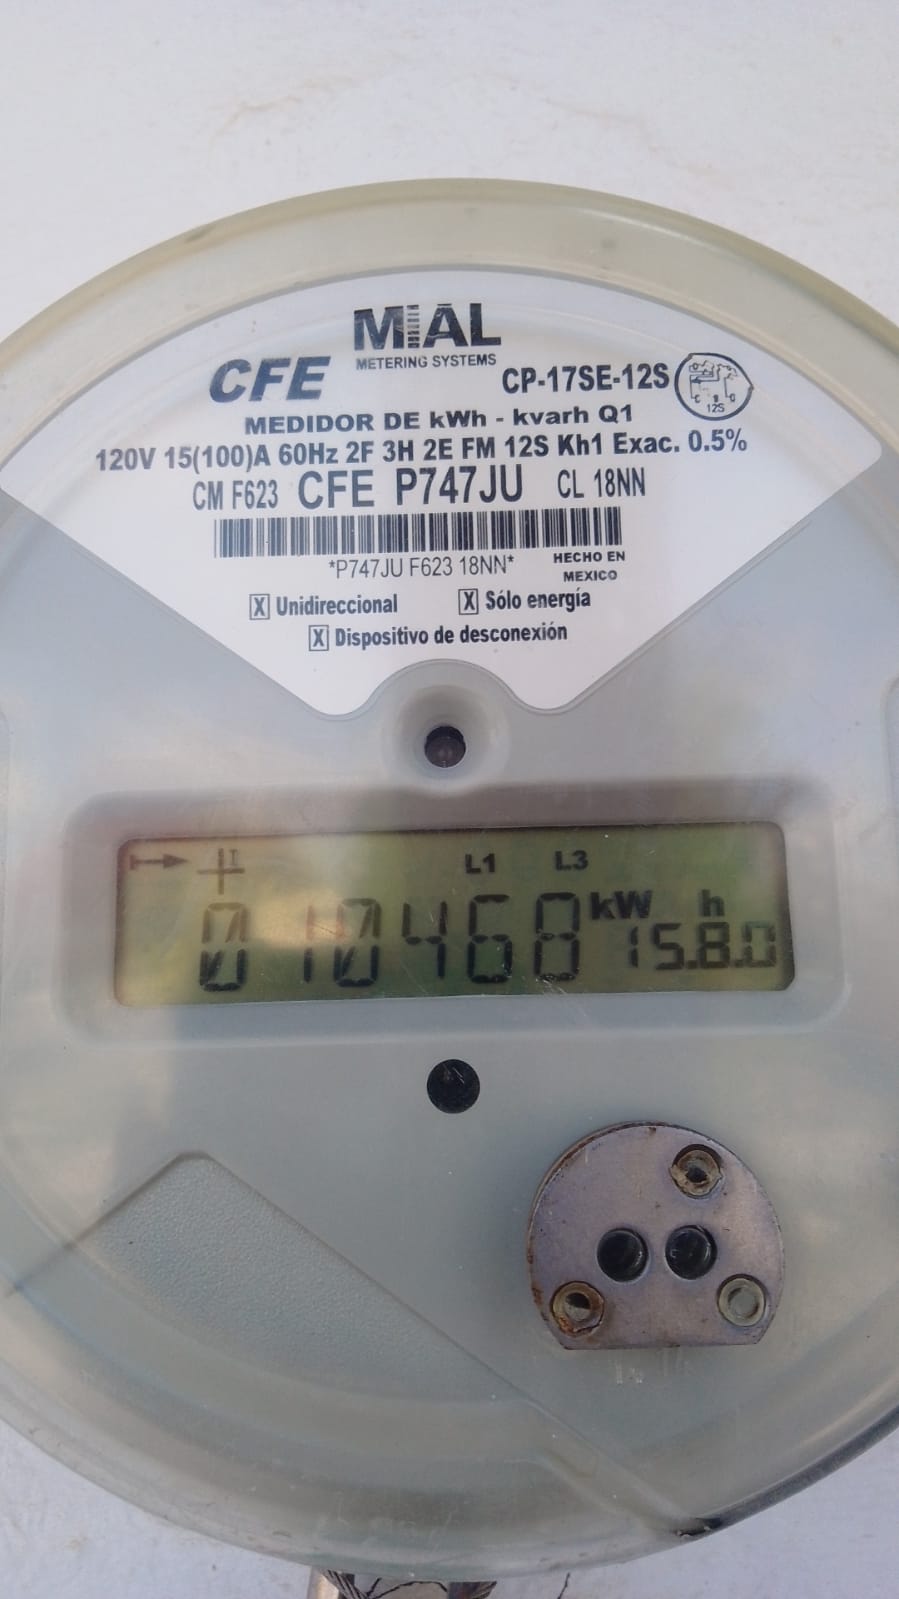 MIAL
METERING SYSTEMS
CFE
CP-17SE-12S
12S
MEDIDOR DE kWh - kvarh Q1
120V 15(100)A 60Hz 2F 3H 2E FM 12S Kh1 Exac. 0.5%
CM F623 CFE P747JU CL 18NN
*P747JU F623 18NN*
HECHO EN
MEXICO
X Unidireccional X Sólo energía
X Dispositivo de desconexión
L1 L3
010468 kW h 15.8.0